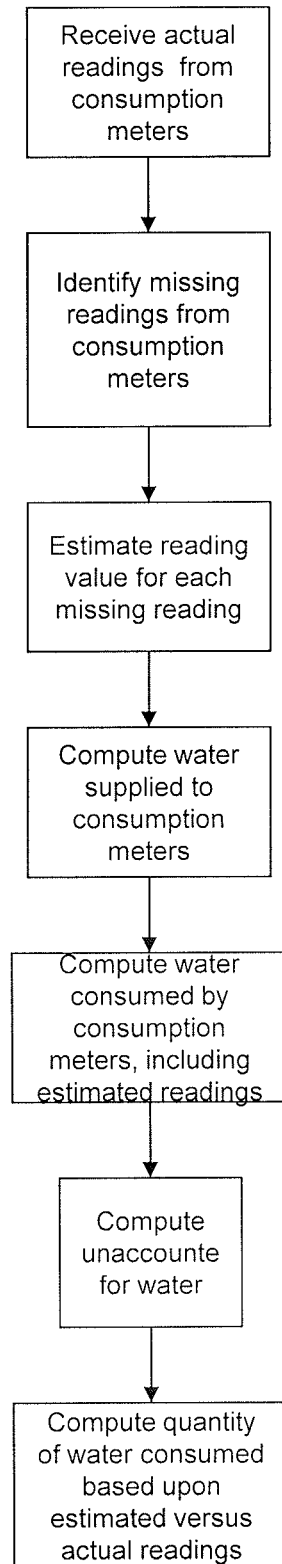 Receive actual
readings from
consumption
meters
Identify missing
readings from
consumption
meters
Estimate reading
value for each
missing reading
Compute water
supplied to
consumption
meters
Compute water
consumed by
consumption
meters, including
estimated readings
Compute
unaccounte
for water
Compute quantity
of water consumed
based upon
estimated versus
actual readings